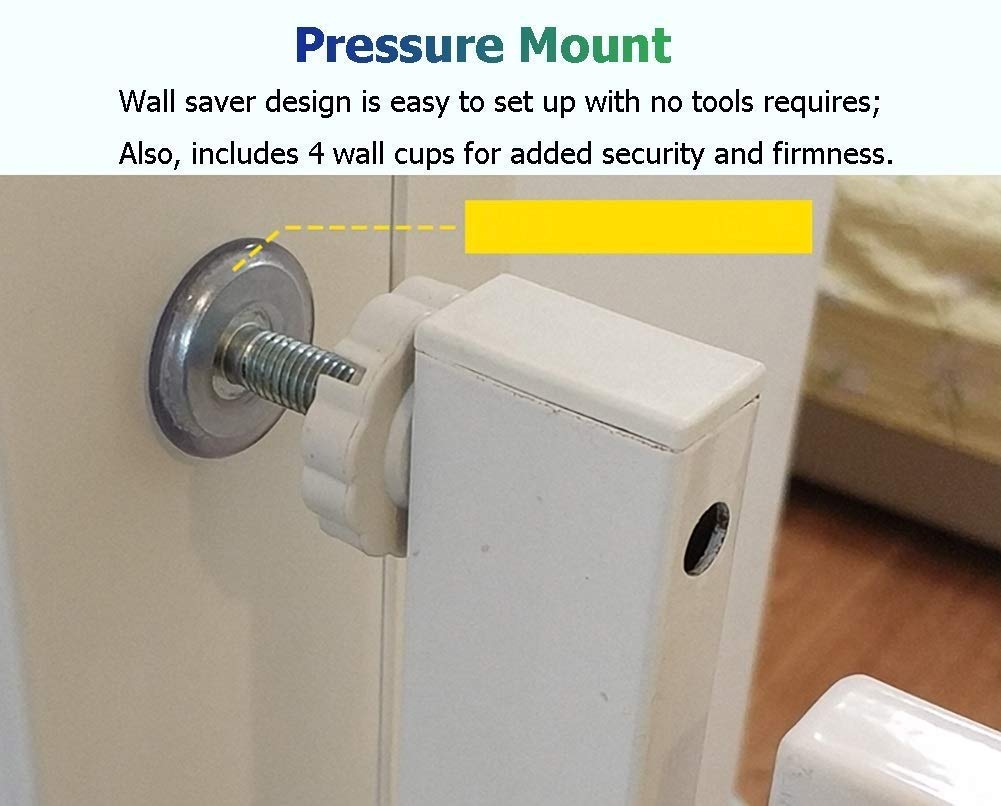 Pressure Mount
Wall saver design is easy to set up with no tools requires;
Also, includes 4 wall cups for added security and firmness.